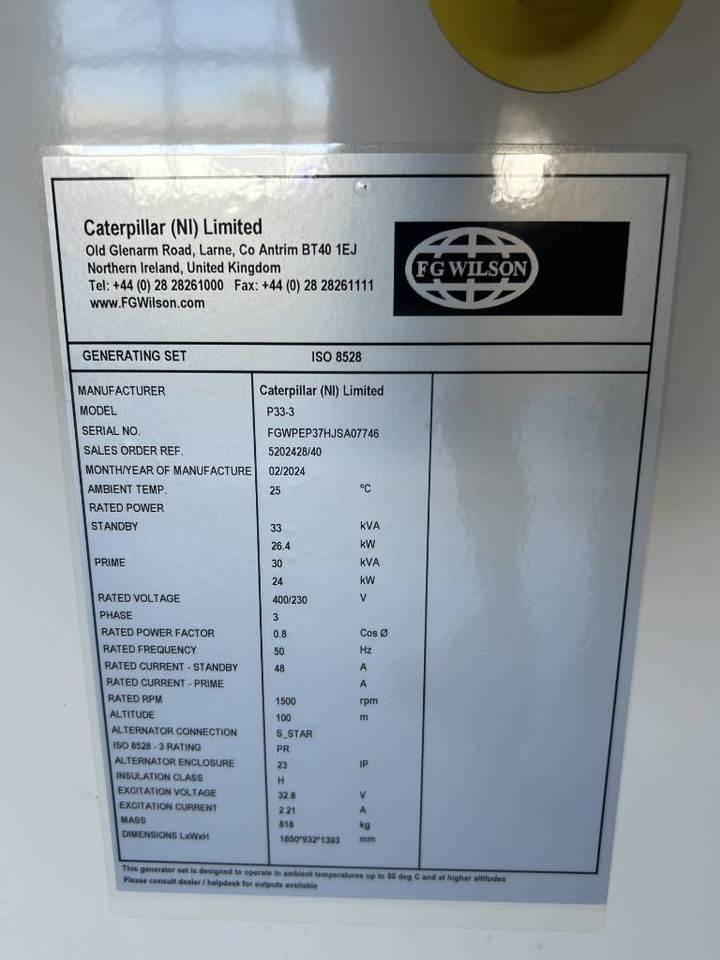 Caterpillar (NI) Limited
Old Glenarm Road, Larne, Co Antrim BT40 1EJ
Northern Ireland, United Kingdom
Tel: +44 (0) 28 28261000 Fax: +44 (0) 28 28261111
www.FGWilson.com
FG WILSON
GENERATING SET ISO 8528
MANUFACTURER Caterpillar (NI) Limited
MODEL P33-3
SERIAL NO. FGWPEP37HJSA07746
SALES ORDER REF. 5202428/40
MONTH/YEAR OF MANUFACTURE 02/2024
AMBIENT TEMP. 25 °C
RATED POWER
STANDBY 33 kVA
26.4 kW
PRIME 30 kVA
24 kW
RATED VOLTAGE 400/230 V
PHASE 3
RATED POWER FACTOR 0.8 Cos Ø
RATED FREQUENCY 50 Hz
RATED CURRENT - STANDBY 48 A
RATED CURRENT - PRIME A
RATED RPM 1500 rpm
ALTITUDE 100 m
ALTERNATOR CONNECTION S_STAR
ISO 8528 - 3 RATING PR
ALTERNATOR ENCLOSURE 23 IP
INSULATION CLASS H
EXCITATION VOLTAGE 32.8 V
EXCITATION CURRENT 2.21 A
MASS 818 kg
DIMENSIONS LxWxH 1850*932*1393 mm
This generator set is designed to operate in ambient temperatures up to 50 deg C and at higher altitudes
Please consult dealer / helpdesk for outputs available